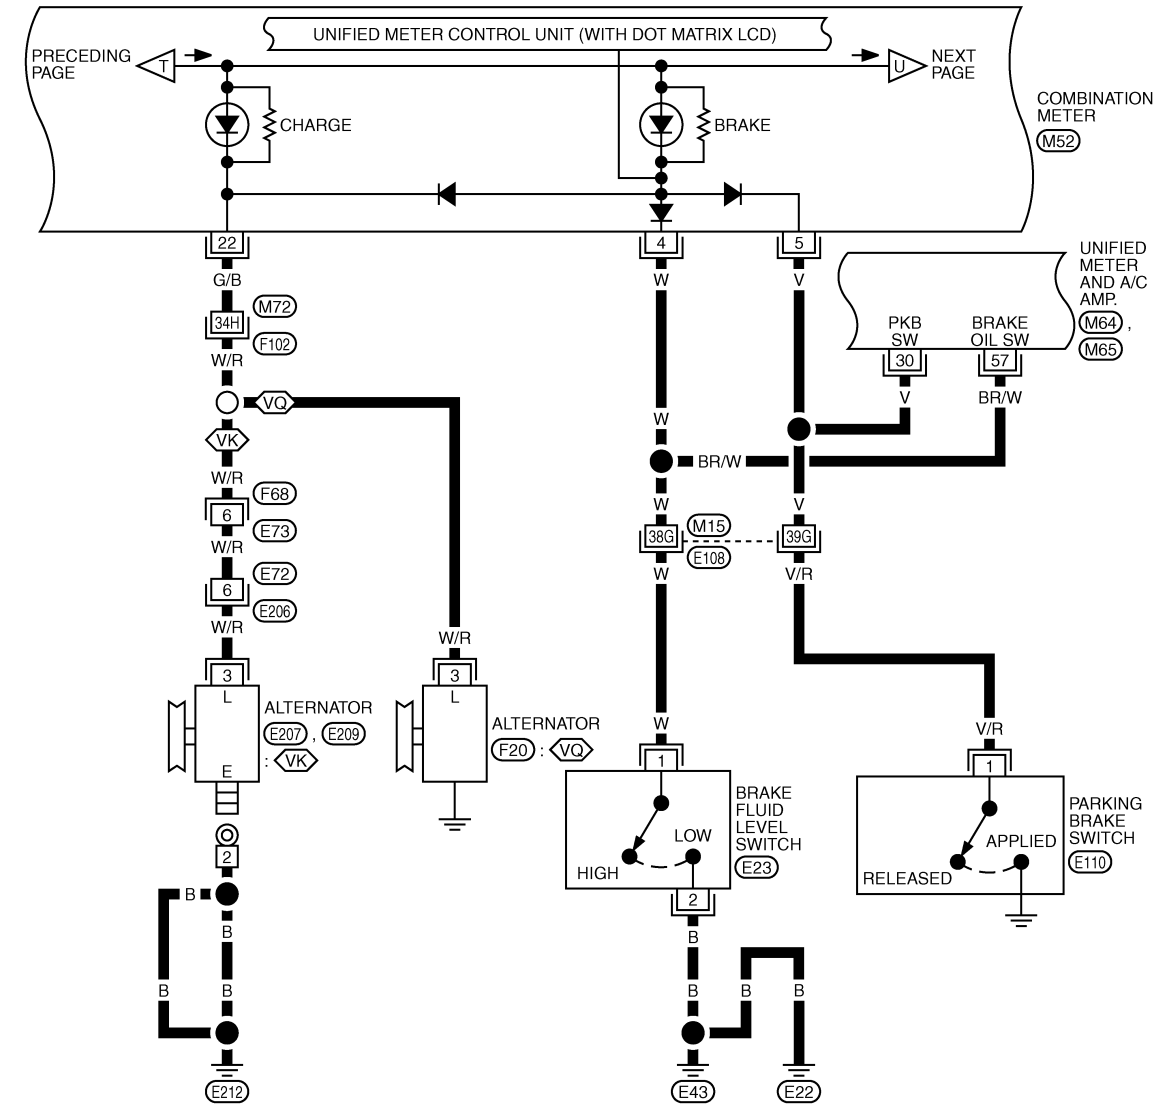 UNIFIED METER CONTROL UNIT (WITH DOT MATRIX LCD)
PRECEDING
PAGE
T
U
NEXT
PAGE
COMBINATION
METER
M52
CHARGE
BRAKE
22
4
5
G/B
W
V
UNIFIED
METER
AND A/C
AMP.
M64 ,
M65
PKB
SW
BRAKE
OIL SW
30
57
V
BR/W
34H
M72
F102
W/R
VQ
VK
W/R
W
BR/W
F68
6
E73
W/R
E72
6
E206
W/R
W
V
38G
M15
E108
39G
W
V/R
W/R
3
L
E
ALTERNATOR
E207 , E209
: VK
3
L
ALTERNATOR
F20 : VQ
W
1
LOW
HIGH
BRAKE
FLUID
LEVEL
SWITCH
E23
2
V/R
1
APPLIED
RELEASED
PARKING
BRAKE
SWITCH
E110
2
B
B
B
B
B
B
B
B
E212
E43
E22